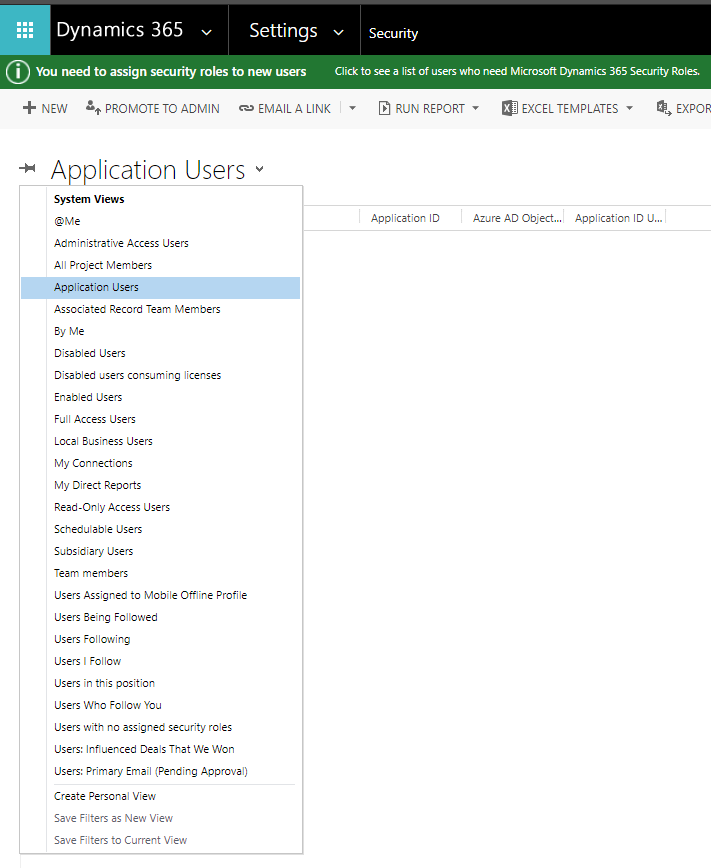 Dynamics 365 Settings Security
You need to assign security roles to new users Click to see a list of users who need Microsoft Dynamics 365 Security Roles.
NEW PROMOTE TO ADMIN EMAIL A LINK RUN REPORT EXCEL TEMPLATES EXPOR
Application Users
Application ID Azure AD Object... Application ID U...
System Views
@Me
Administrative Access Users
All Project Members
Application Users
Associated Record Team Members
By Me
Disabled Users
Disabled users consuming licenses
Enabled Users
Full Access Users
Local Business Users
My Connections
My Direct Reports
Read-Only Access Users
Schedulable Users
Subsidiary Users
Team members
Users Assigned to Mobile Offline Profile
Users Being Followed
Users Following
Users I Follow
Users in this position
Users Who Follow You
Users with no assigned security roles
Users: Influenced Deals That We Won
Users: Primary Email (Pending Approval)
Create Personal View
Save Filters as New View
Save Filters to Current View